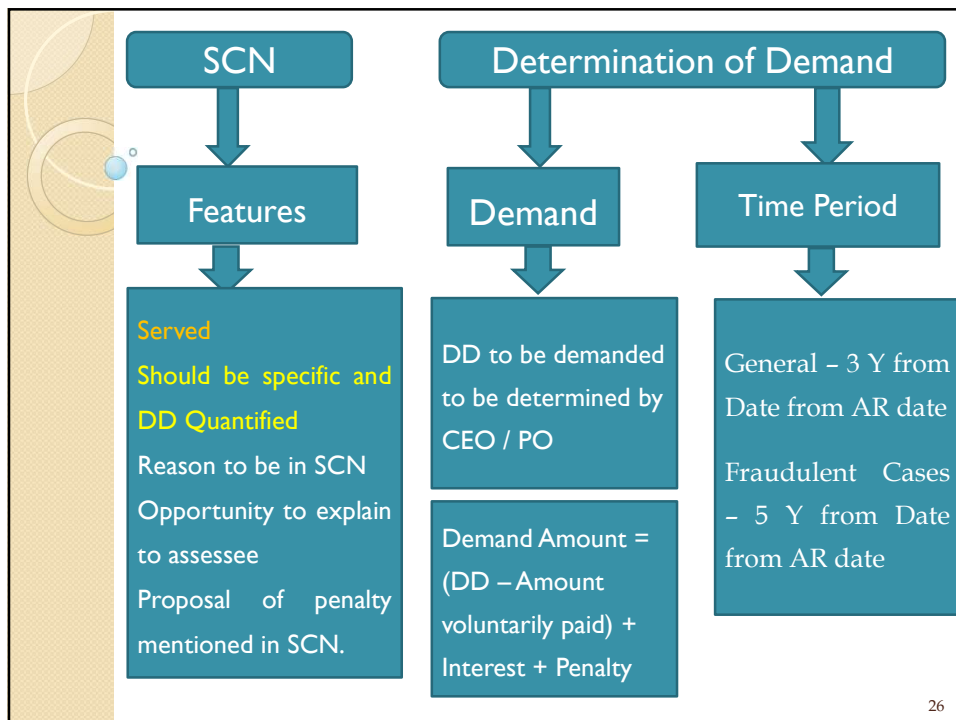 SCN
Features
Served
Should be specific and
DD Quantified
Reason to be in SCN
Opportunity to explain
to assessee
Proposal of penalty
mentioned in SCN.
Determination of Demand
Demand
DD to be demanded
to be determined by
CEO / PO
Demand Amount =
(DD – Amount
voluntarily paid) +
Interest + Penalty
Time Period
General – 3 Y from
Date from AR date
Fraudulent Cases
– 5 Y from Date
from AR date
26